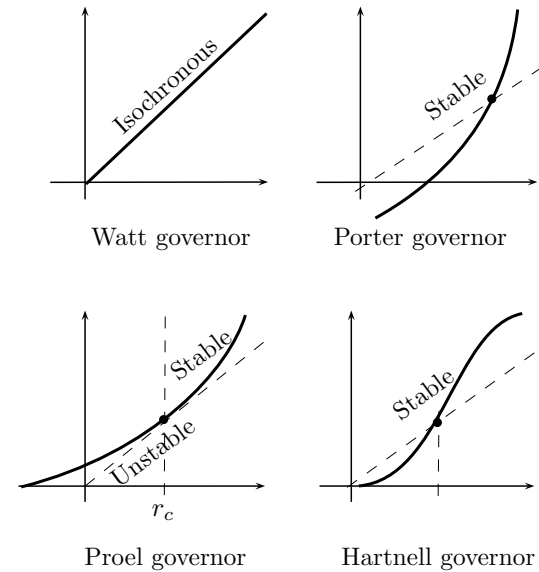 Isochronous
Stable
Watt governor
Porter governor
Stable
Unstable
r_c
Stable
Proel governor
Hartnell governor